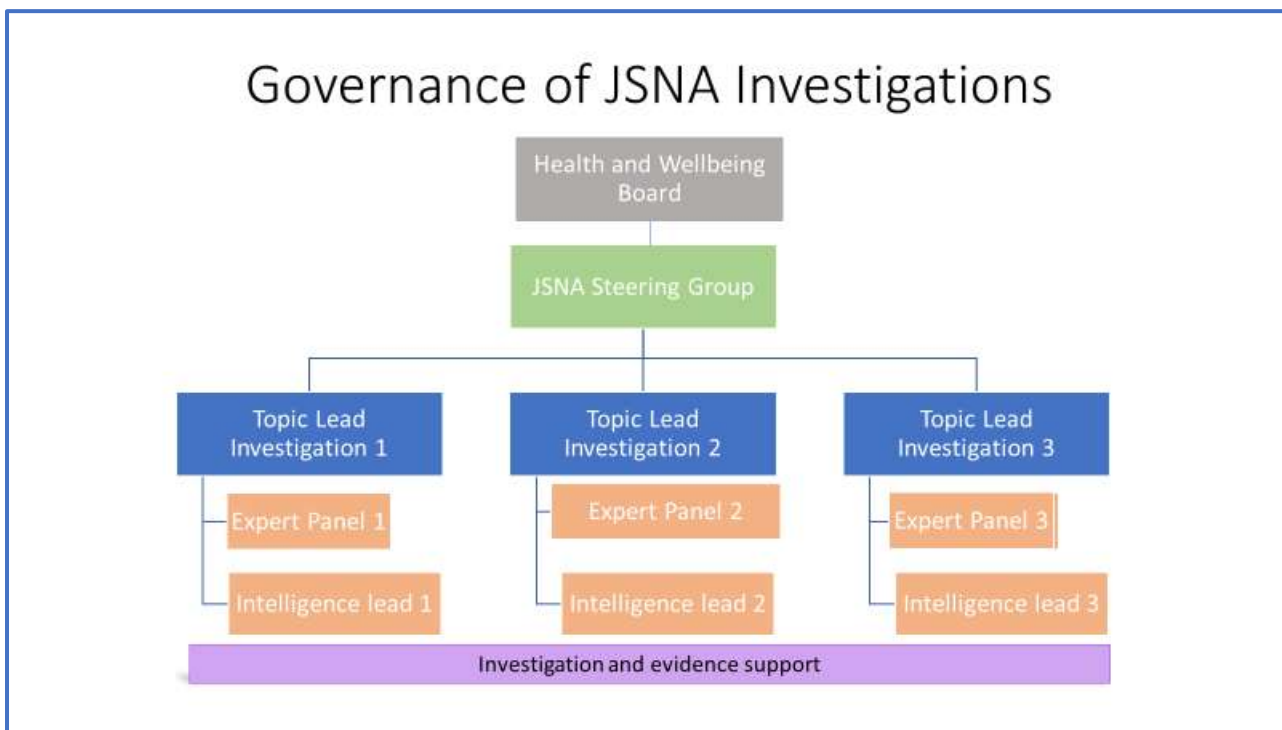 Governance of JSNA Investigations
Health and Wellbeing
Board
JSNA Steering Group
Topic Lead
Investigation 1
Topic Lead
Investigation 2
Topic Lead
Investigation 3
Expert Panel 1
Expert Panel 2
Expert Panel 3
Intelligence lead 1
Intelligence lead 2
Intelligence lead 3
Investigation and evidence support